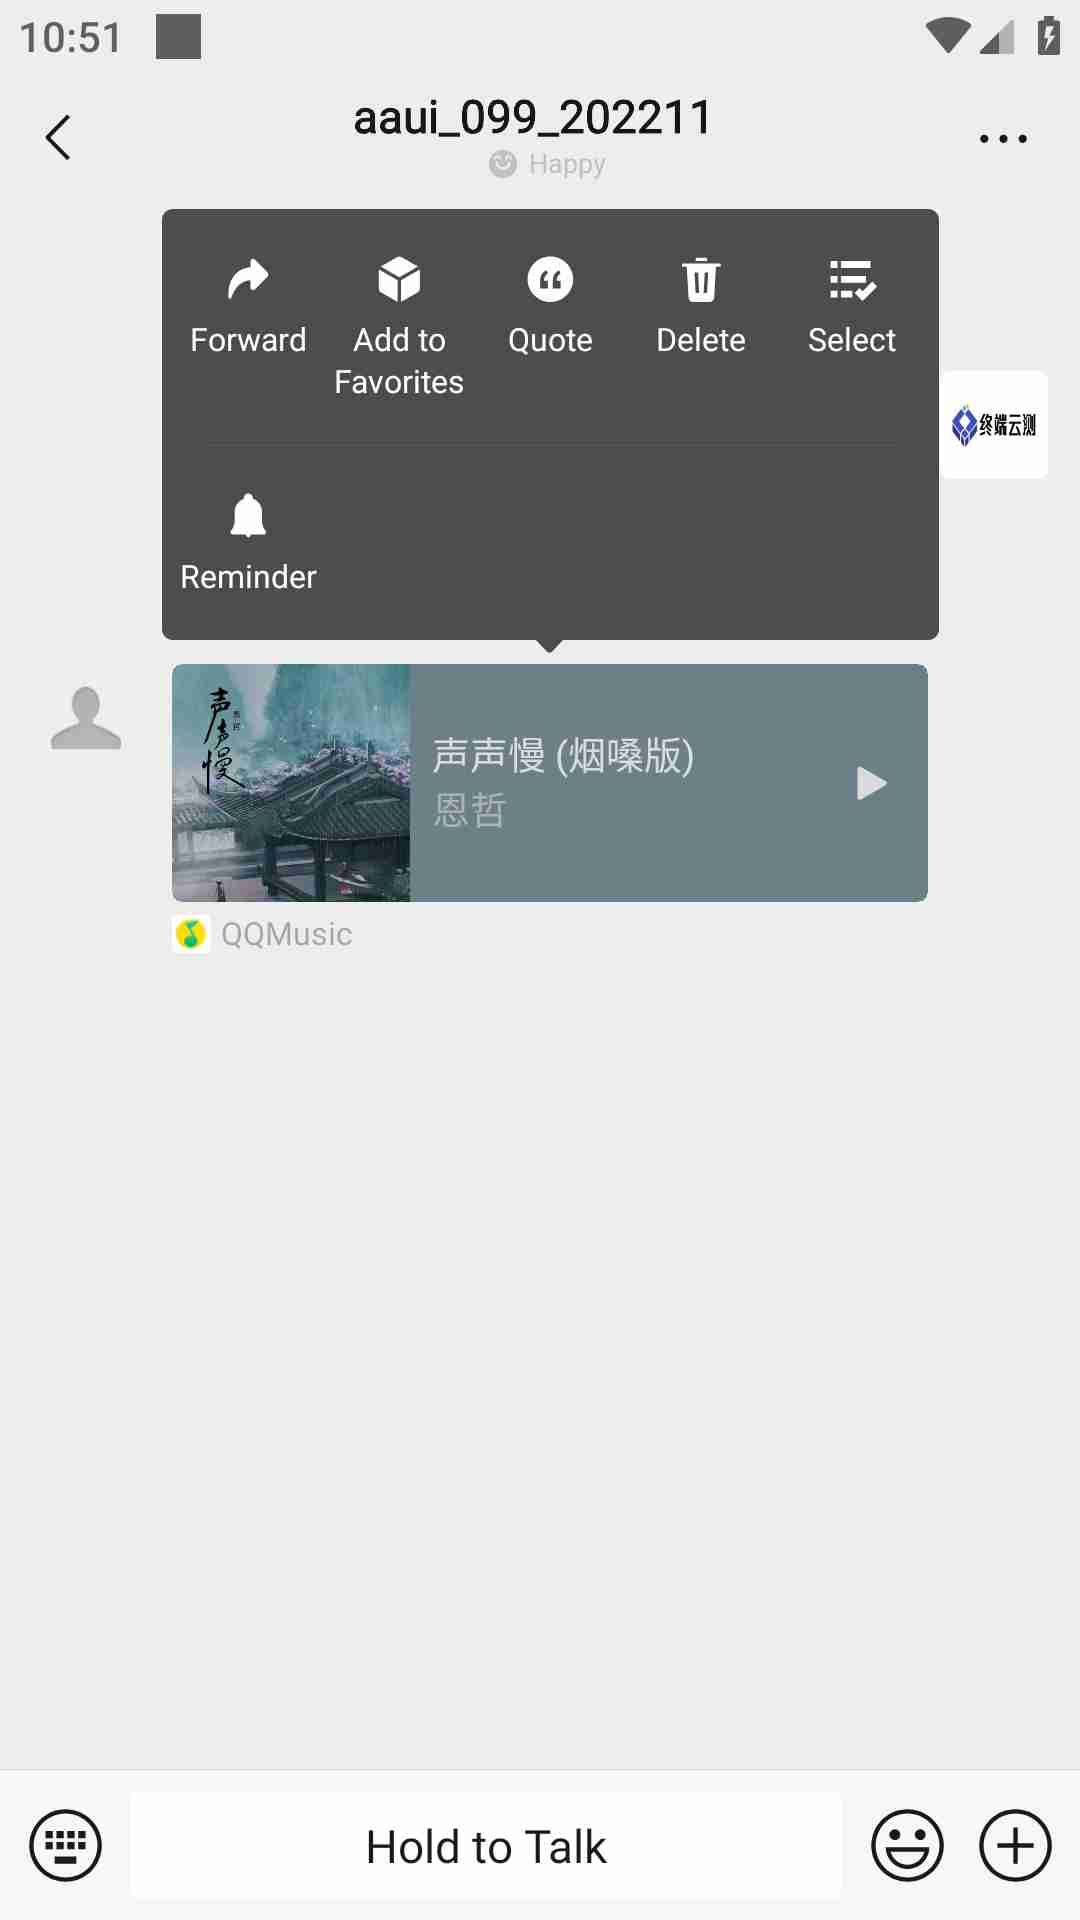 10:51
aaui_099_202211
Happy
Forward
Add to
Favorites
Quote
Delete
Select
终端云测
Reminder
声声慢
声声慢 (烟嗓版)
恩哲
QQMusic
Hold to Talk